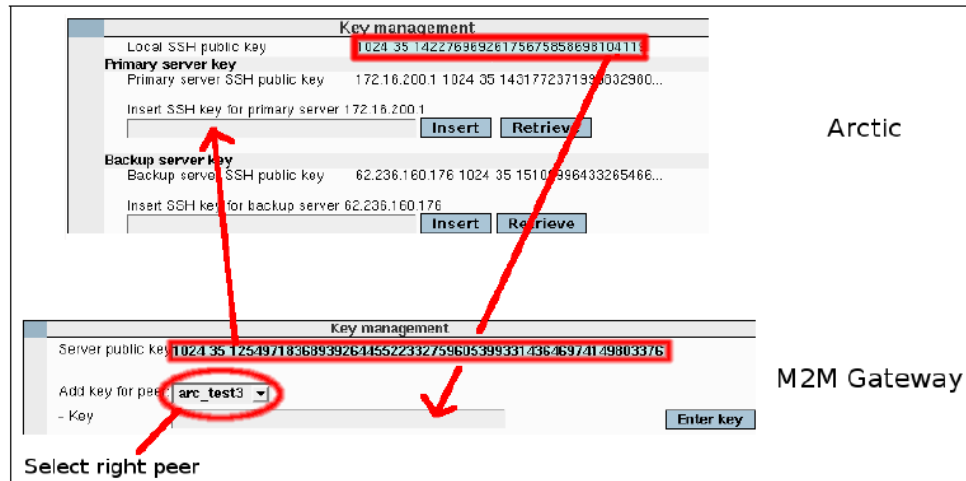 Key management
Local SSH public key 1024 35 14227696926175675858698104119
Primary server key
Primary server SSH public key 172.16.200.1 1024 35
Insert SSH key for primary server 172.16.200.1
Insert Retrieve
Arctic
Backup server key
Backup server SSH public key 62.236.160.176 1024 35
Insert SSH key for backup server 62.236.160.176
Insert Retrieve
Key management
Server public key 1024 35 125497183689392644552233275960539933143646974149803376
Add key for peer: arc_test3
- Key
Enter key
M2M Gateway
Select right peer